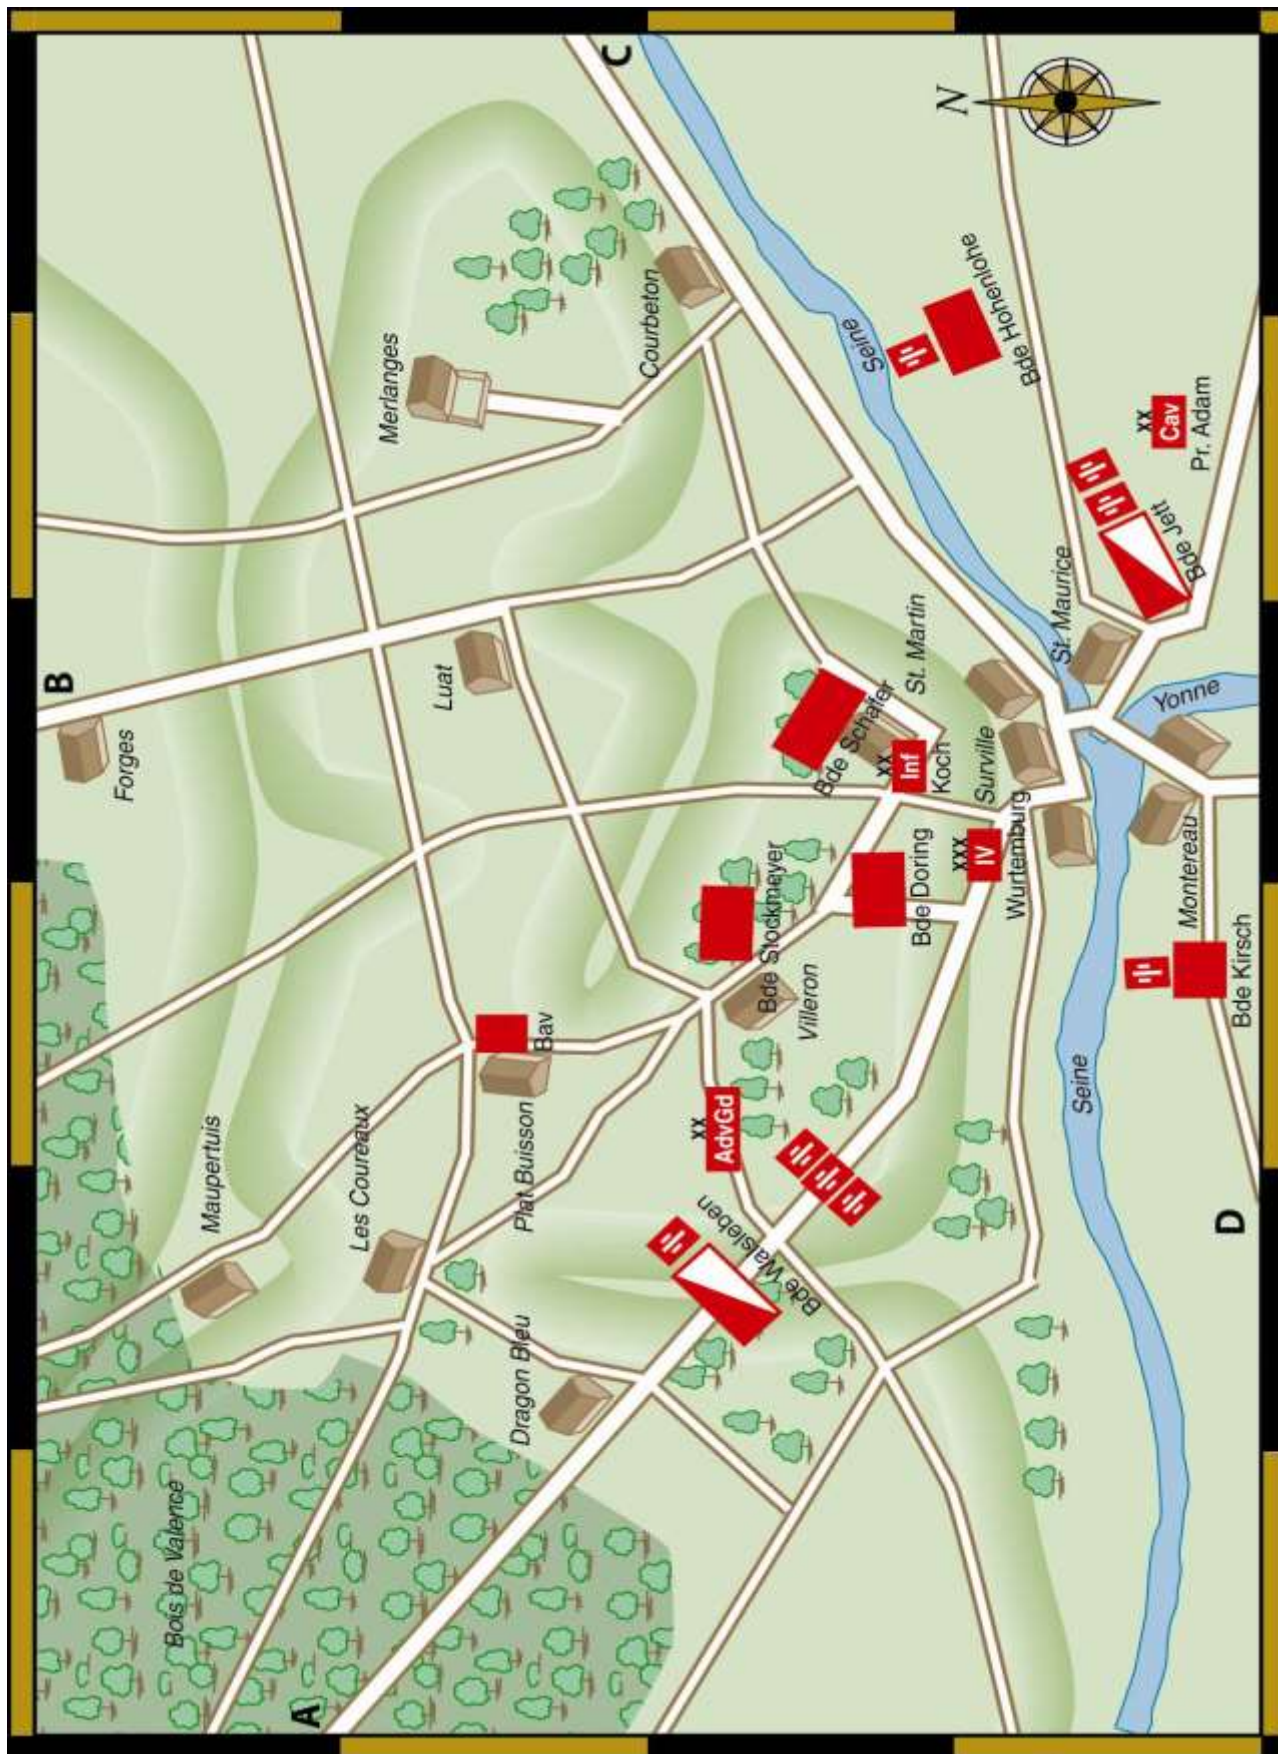 B
Forges
Bois de Valence
Maupertuis
A
Les Coureaux
Merlanges
Luat
Dragon Bleu
Plat Buisson
Bav
C
Courbeton
XX
AdvGd
Bde Walsleben
Bde Stockmeyer
Villeron
Bde Schafer
Seine
XX
Inf
Koch
St. Martin
Bde Doring
N
XXX
IV
Wurtemburg
Surville
Bde Hohenlohe
St. Maurice
Seine
XX
Cav
Pr. Adam
Montereau
Yonne
Bde Jett
D
Bde Kirsch